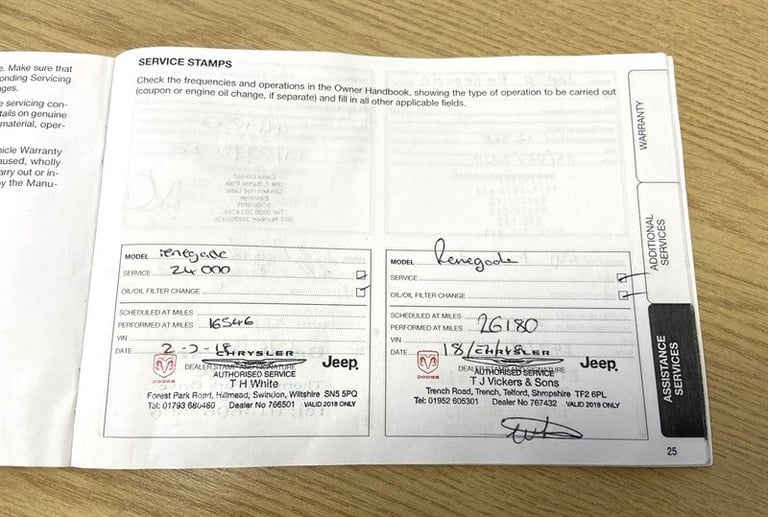 e. Make sure that
onding Servicing
ges.
e servicing con-
tails on genuine
material, oper-
hicle Warranty
aused, wholly
arry out or in-
by the Manu-
SERVICE STAMPS
Check the frequencies and operations in the Owner Handbook, showing the type of operation to be carried out
(coupon or engine oil change, if separate) and fill in all other applicable fields.
MODEL renegade
SERVICE 24000
OIL/OIL FILTER CHANGE
SCHEDULED AT MILES
PERFORMED AT MILES 16546
VIN
DATE 2-7-18
CHRYSLER
Jeep
DODGE
DEALER STAMP AND SIGNATURE
AUTHORISED SERVICE
T H White
Forest Park Road, Hillmead, Swindon, Wiltshire SN5 5PQ
Tel: 01793 680480 Dealer No 766501 VALID 2018 ONLY
MODEL Renegade
SERVICE
OIL/OIL FILTER CHANGE
SCHEDULED AT MILES
PERFORMED AT MILES 26180
VIN
DATE 18/
CHRYSLER
Jeep
DODGE
DEALER STAMP AND SIGNATURE
AUTHORISED SERVICE
T J Vickers & Sons
Trench Road, Trench, Telford, Shropshire TF2 6PL
Tel: 01952 605301 Dealer No 767432 VALID 2019 ONLY
WARRANTY
ADDITIONAL
SERVICES
ASSISTANCE
SERVICES
25